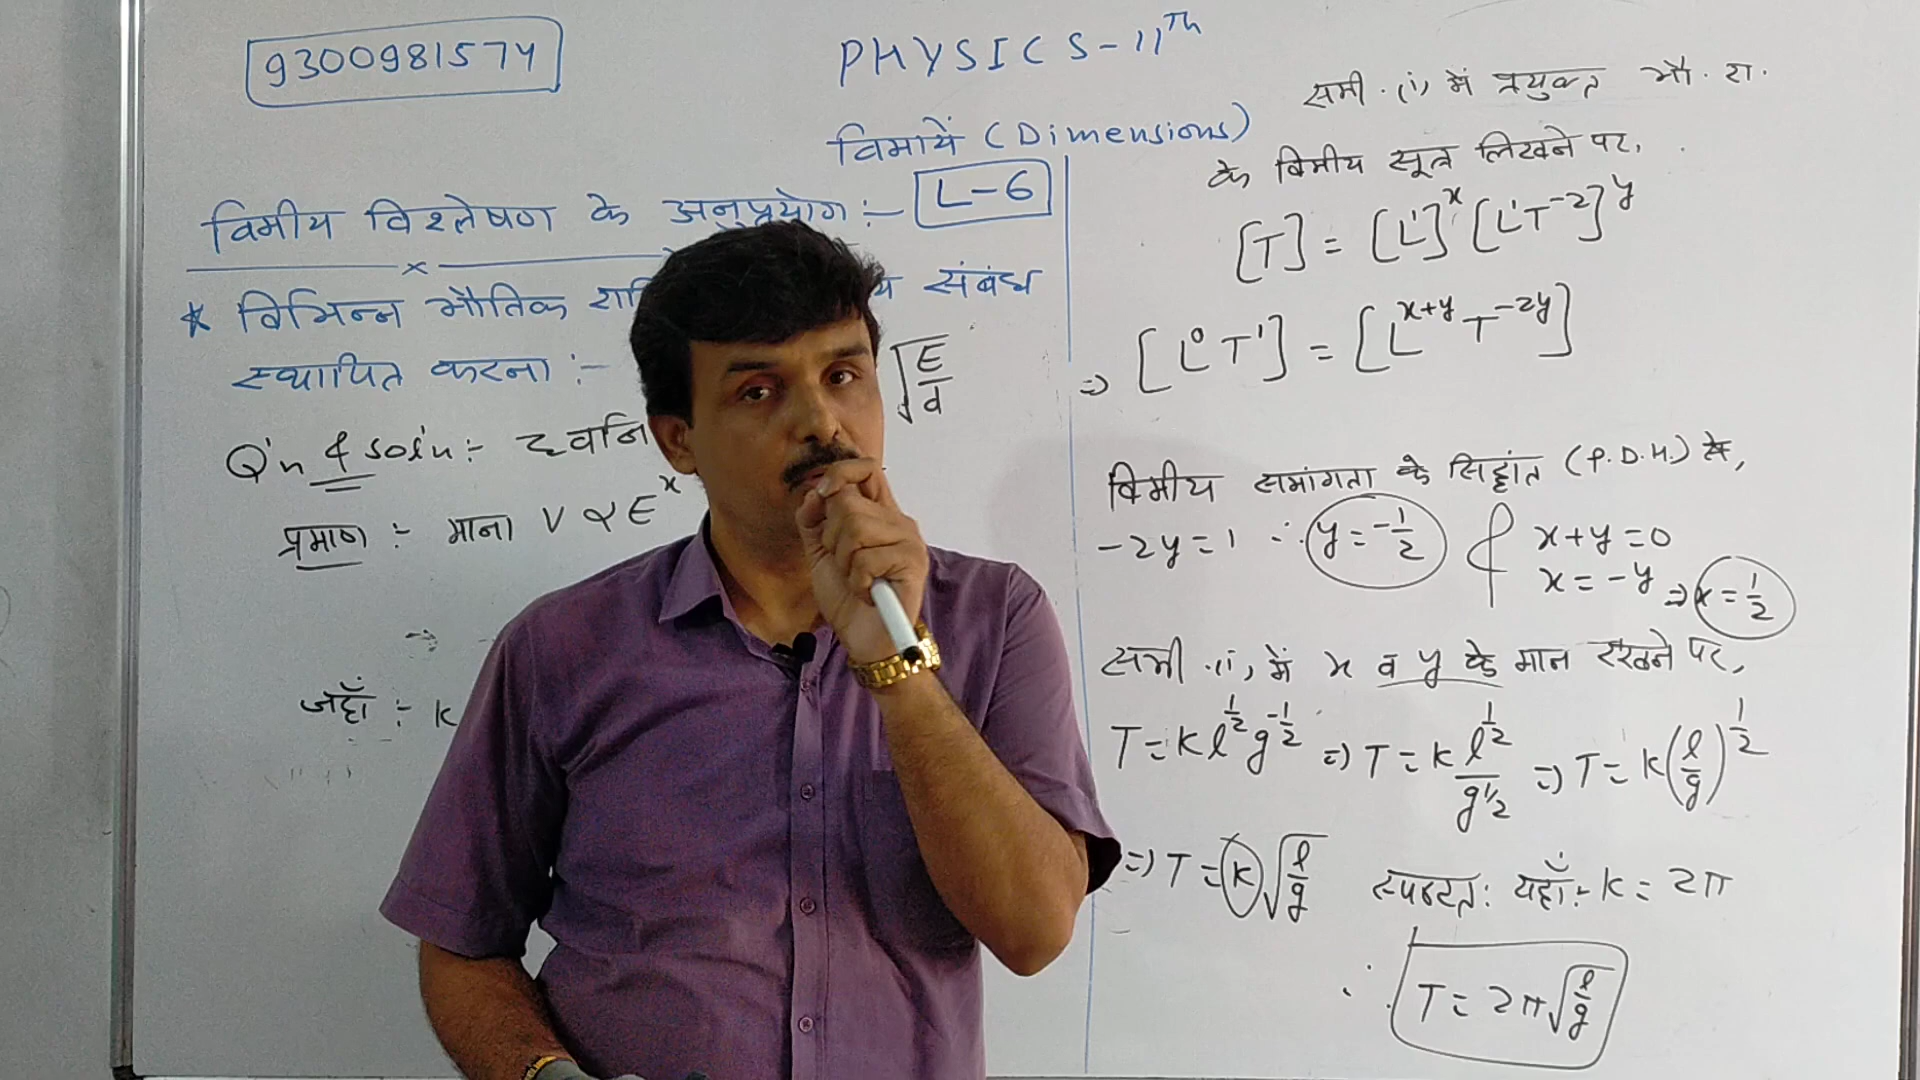 9300981574
PHYSICS-11Th
विमायें (Dimensions)
विमीय विश्लेषण के अनुप्रयोग :- L-6
* विभिन्न भौतिक संबंध
स्थापित करना :- √(E/d)
Q'n & sol'n :- ध्वनि
प्रमाण :- माना V ∝ E^x
जहाँ :- K
समी. (i) में प्रयुक्त भौ. रा.
के विमीय सूत्र लिखने पर,
[T] = [L¹]^x [L¹T^-2]^y
⇒ [L⁰ T¹] = [L^x+y T^-2y]
विमीय समांगता के सिद्धांत (P.D.H.) से,
-2y = 1 ∴ y = -1/2 x+y = 0
x = -y ⇒ x = 1/2
समी. (i) में x व y के मान रखने पर,
T = K l^1/2 g^-1/2 ⇒ T = K l^1/2 / g^1/2 ⇒ T = K (l/g)^1/2
⇒ T = K √(l/g) स्पष्टतः यहाँ :- K = 2π
∴ T = 2π √(l/g)